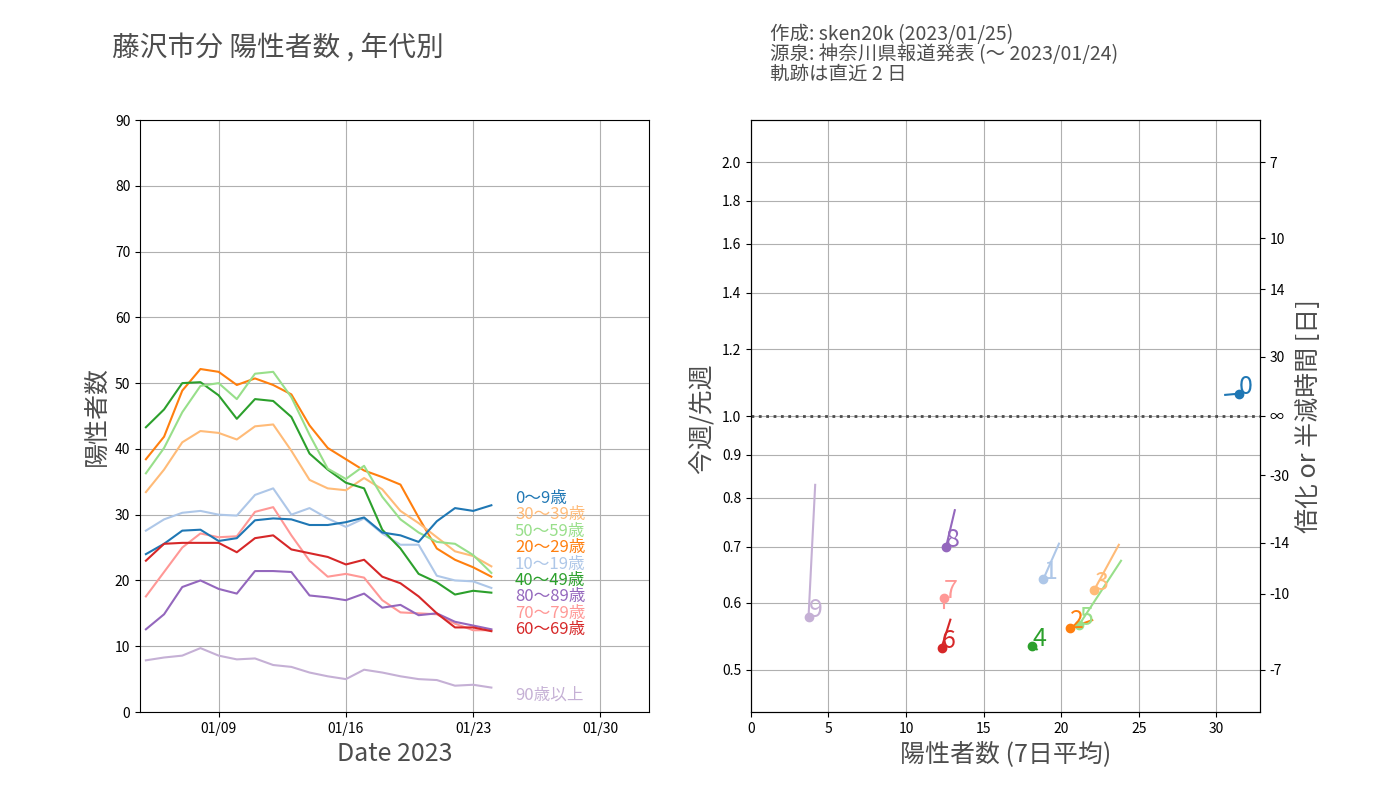 藤沢市分 陽性者数 , 年代別
作成: sken20k (2023/01/25)
源泉: 神奈川県報道発表 (〜 2023/01/24)
軌跡は直近 2 日
陽性者数
90
80
70
60
50
40
30
20
10
0
01/09
01/16
01/23
01/30
Date 2023
0〜9歳
30〜39歳
50〜59歳
20〜29歳
10〜19歳
40〜49歳
80〜89歳
70〜79歳
60〜69歳
90歳以上
今週/先週
2.0
1.8
1.6
1.4
1.2
1.0
0.9
0.8
0.7
0.6
0.5
0
5
10
15
20
25
30
陽性者数 (7日平均)
7
10
14
30
∞
-30
-14
-10
-7
倍化 or 半減時間 [日]
0
8
1
3
7
9
2
5
6
4